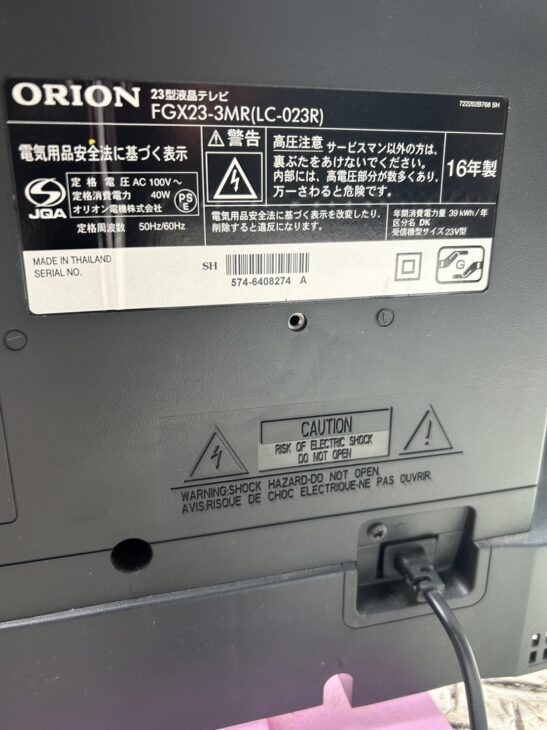 ORION 23型液晶テレビ
FGX23-3MR(LC-023R)
722202B768 SH
電気用品安全法に基づく表示
JQA
定格電圧 AC 100V～
定格消費電力 40W
オリオン電機株式会社
PSE
定格周波数 50Hz/60Hz
警告
高圧注意 サービスマン以外の方は、
裏ぶたをあけないでください。
内部には、高電圧部分が数多くあり、
万一さわると危険です。
16年製
電気用品安全法に基づく表示を改変したり、
削除すると違反になります。
年間消費電力量 39 kWh/年
区分名 DK
受信機型サイズ 23V型
MADE IN THAILAND
SERIAL NO.
SH
574-6408274 A
G
CAUTION
RISK OF ELECTRIC SHOCK
DO NOT OPEN
WARNING:SHOCK HAZARD-DO NOT OPEN.
AVIS:RISQUE DE CHOC ELECTRIQUE-NE PAS OUVRIR.